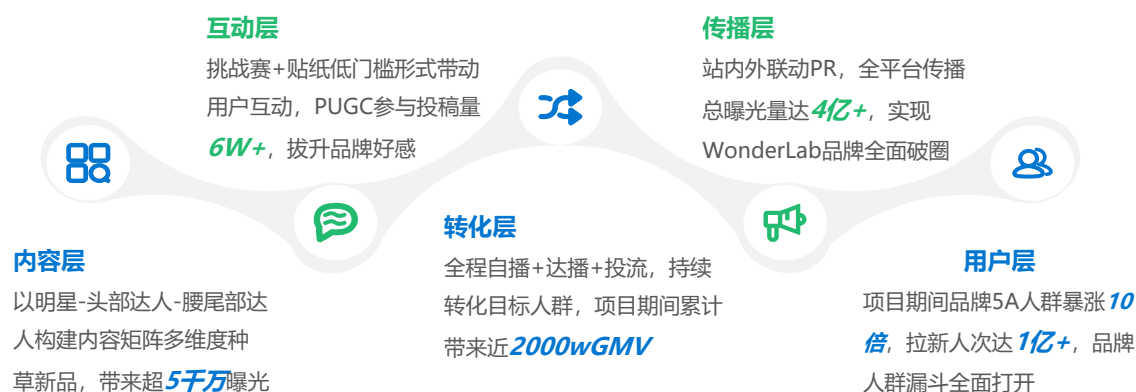 互动层
挑战赛+贴纸低门槛形式带动
用户互动，PUGC参与投稿量
6W+，拔升品牌好感
传播层
站内外联动PR，全平台传播
总曝光量达4亿+，实现
WonderLab品牌全面破圈
内容层
以明星-头部达人-腰尾部达
人构建内容矩阵多维度种
草新品，带来超5千万曝光
转化层
全程自播+达播+投流，持续
转化目标人群，项目期间累计
带来近2000wGMV
用户层
项目期间品牌5A人群暴涨10
倍，拉新人次达1亿+，品牌
人群漏斗全面打开